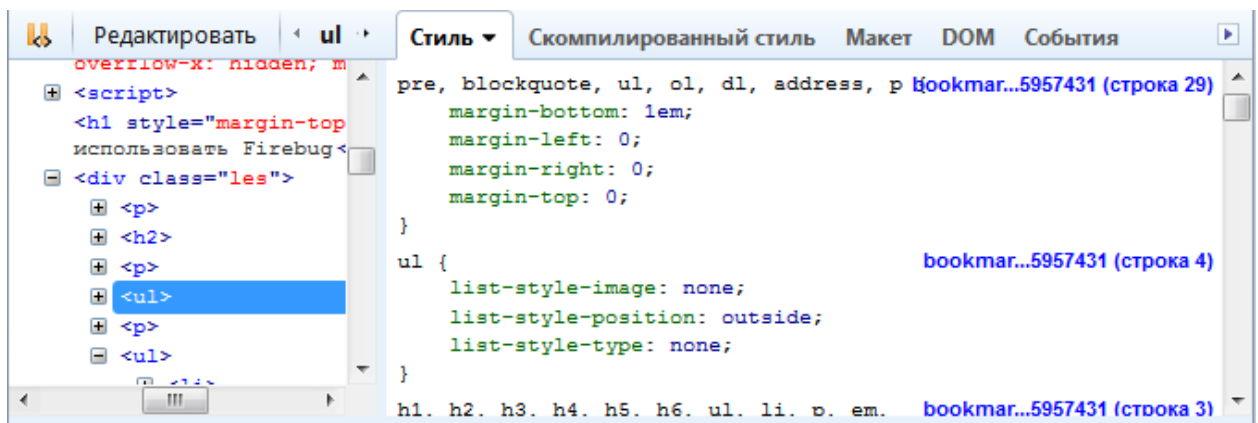 Редактировать ul Стиль Скомпилированный стиль Макет DOM События
overflow-x: hidden; m
<script>
<h1 style="margin-top
использовать Firebug<
<div class="les">
<p>
<h2>
<p>
<ul>
<p>
<ul>
<li>
pre, blockquote, ul, ol, dl, address, p { bookmar...5957431 (строка 29)
margin-bottom: 1em;
margin-left: 0;
margin-right: 0;
margin-top: 0;
}
ul { bookmar...5957431 (строка 4)
list-style-image: none;
list-style-position: outside;
list-style-type: none;
}
h1, h2, h3, h4, h5, h6, ul, li, p, em, bookmar...5957431 (строка 3)